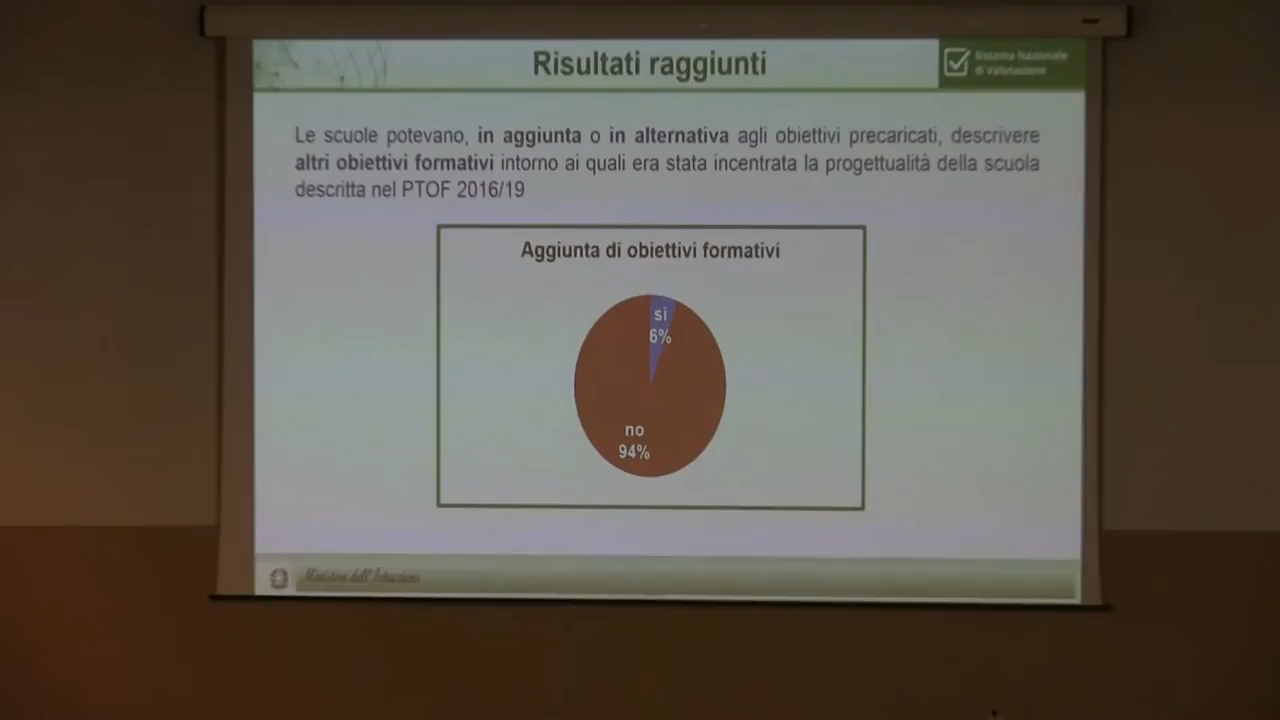 Risultati raggiunti
Sistema Nazionale
di Valutazione
Le scuole potevano, in aggiunta o in alternativa agli obiettivi precaricati, descrivere
altri obiettivi formativi intorno ai quali era stata incentrata la progettualità della scuola
descritta nel PTOF 2016/19
Aggiunta di obiettivi formativi
sì
6%
no
94%
Ministero dell'Istruzione